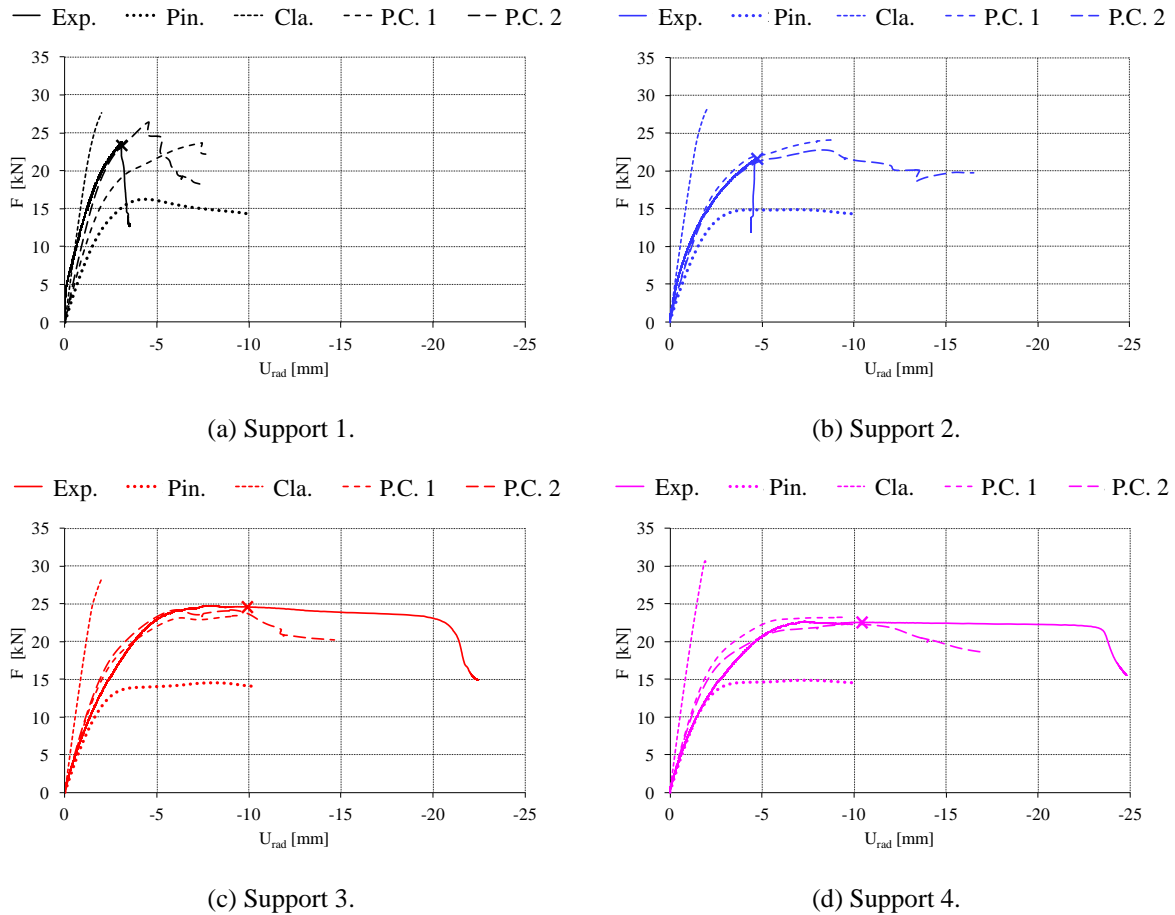 Exp. Pin. Cla. P.C. 1 P.C. 2
35
30
25
20
15
10
5
0
F [kN]
0 -5 -10 -15 -20 -25
Urad [mm]
(a) Support 1.
Exp. Pin. Cla. P.C. 1 P.C. 2
35
30
25
20
15
10
5
0
F [kN]
0 -5 -10 -15 -20 -25
Urad [mm]
(b) Support 2.
Exp. Pin. Cla. P.C. 1 P.C. 2
35
30
25
20
15
10
5
0
F [kN]
0 -5 -10 -15 -20 -25
Urad [mm]
(c) Support 3.
Exp. Pin. Cla. P.C. 1 P.C. 2
35
30
25
20
15
10
5
0
F [kN]
0 -5 -10 -15 -20 -25
Urad [mm]
(d) Support 4.